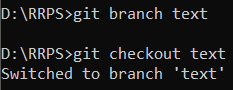 D:\RRPS>git branch text
D:\RRPS>git checkout text
Switched to branch 'text'